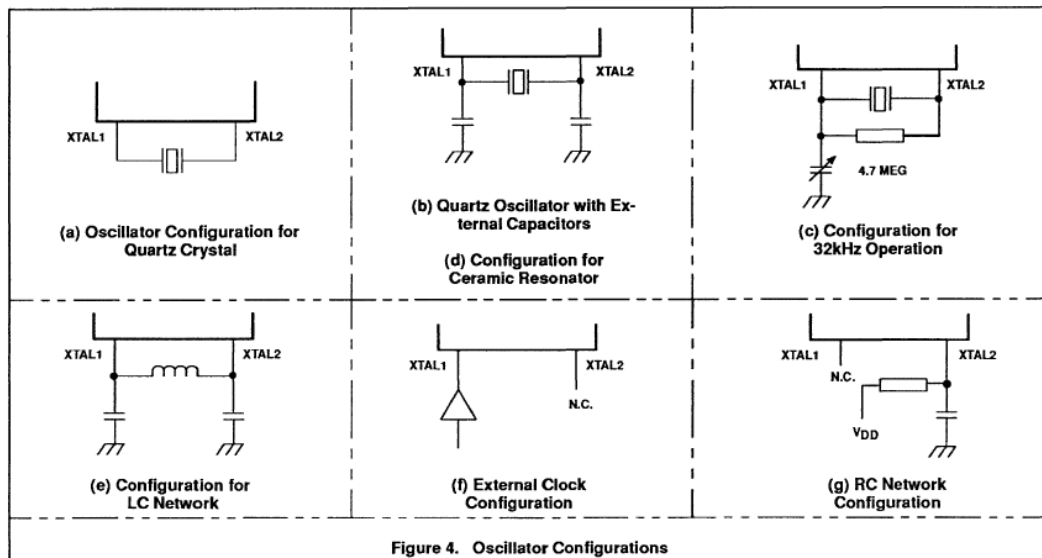 XTAL1
XTAL2
(a) Oscillator Configuration for
Quartz Crystal
XTAL1
XTAL2
(b) Quartz Oscillator with Ex-
ternal Capacitors
(d) Configuration for
Ceramic Resonator
XTAL1
XTAL2
4.7 MEG
(c) Configuration for
32kHz Operation
XTAL1
XTAL2
(e) Configuration for
LC Network
XTAL1
XTAL2
N.C.
(f) External Clock
Configuration
XTAL1
XTAL2
N.C.
VDD
(g) RC Network
Configuration
Figure 4. Oscillator Configurations